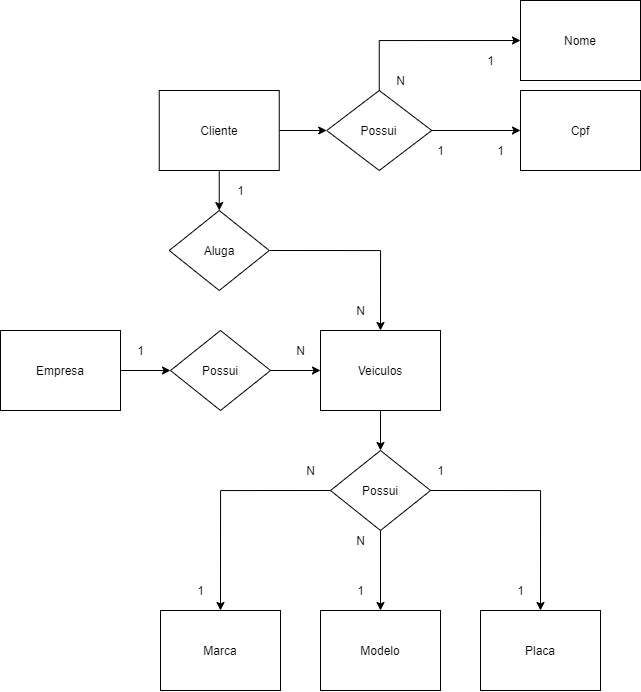 Nome
1
N
Cliente
Possui
Cpf
1
1
1
Aluga
N
1
N
Empresa
Possui
Veiculos
N
1
Possui
N
1
1
1
Marca
Modelo
Placa